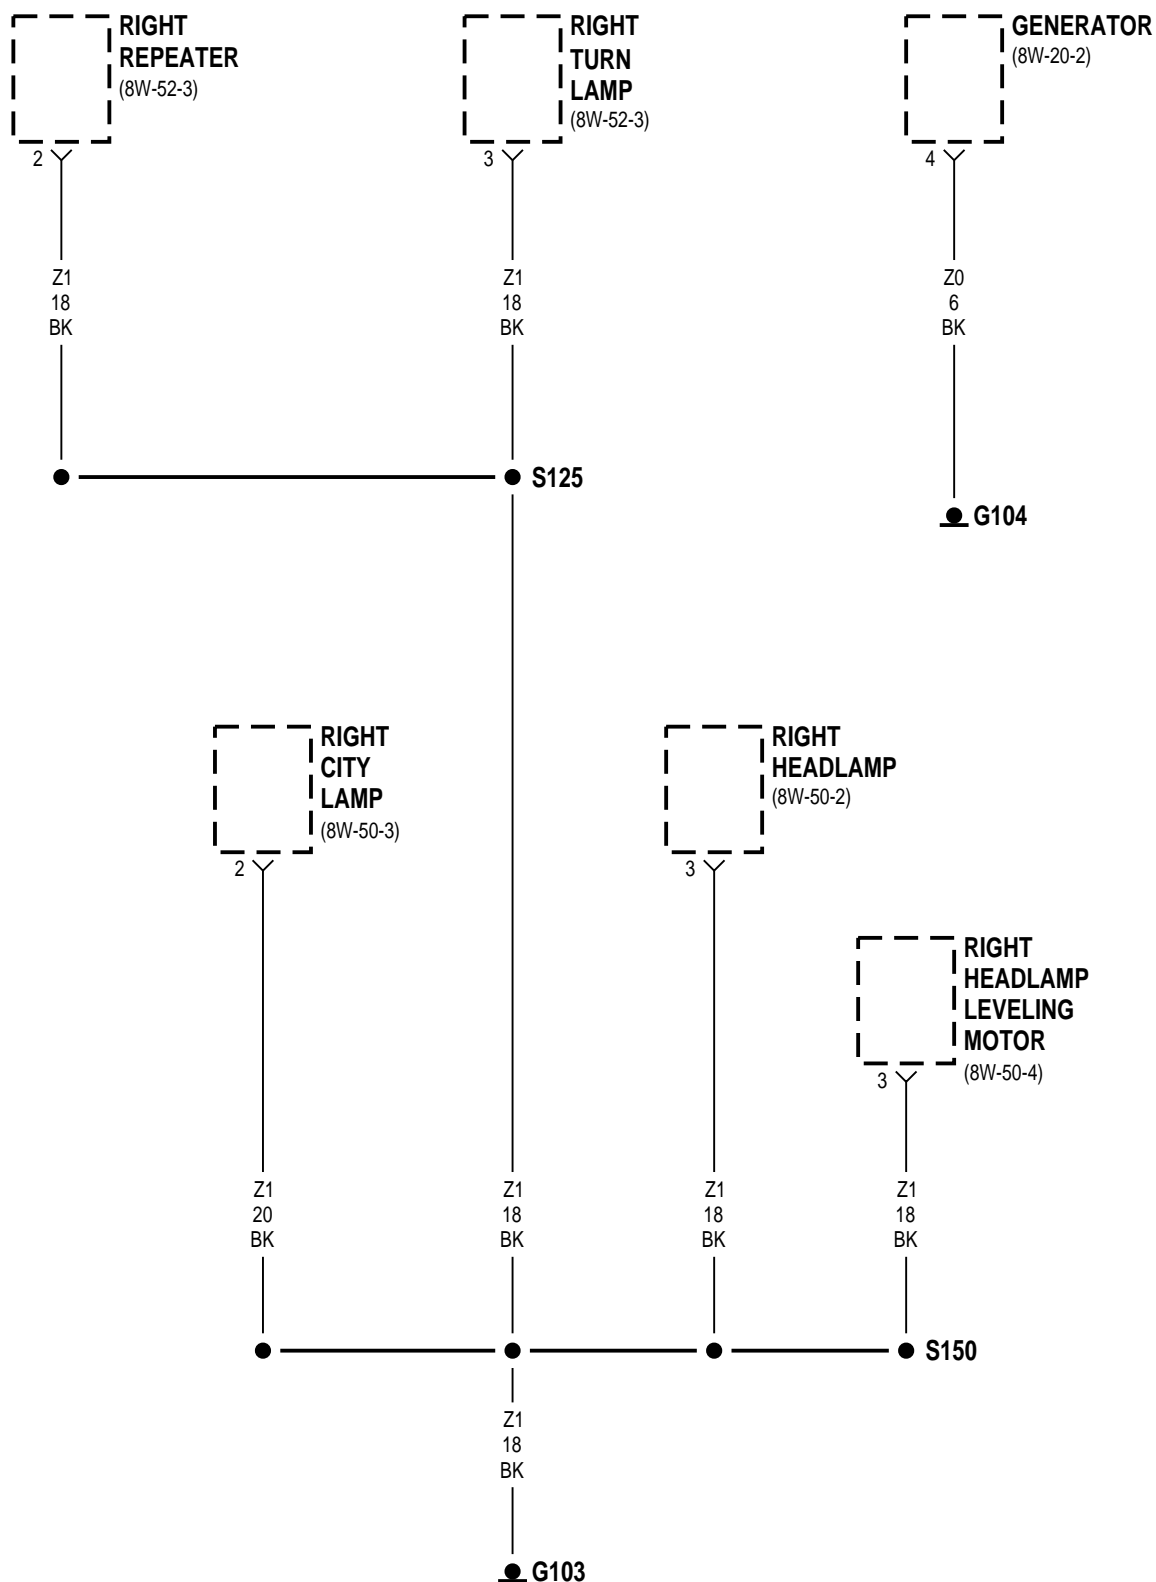 RIGHT
REPEATER
(8W-52-3)
2
RIGHT
TURN
LAMP
(8W-52-3)
3
GENERATOR
(8W-20-2)
4
Z1
18
BK
Z1
18
BK
Z0
6
BK
S125
G104
RIGHT
CITY
LAMP
(8W-50-3)
2
RIGHT
HEADLAMP
(8W-50-2)
3
RIGHT
HEADLAMP
LEVELING
MOTOR
(8W-50-4)
3
Z1
20
BK
Z1
18
BK
Z1
18
BK
Z1
18
BK
S150
Z1
18
BK
G103